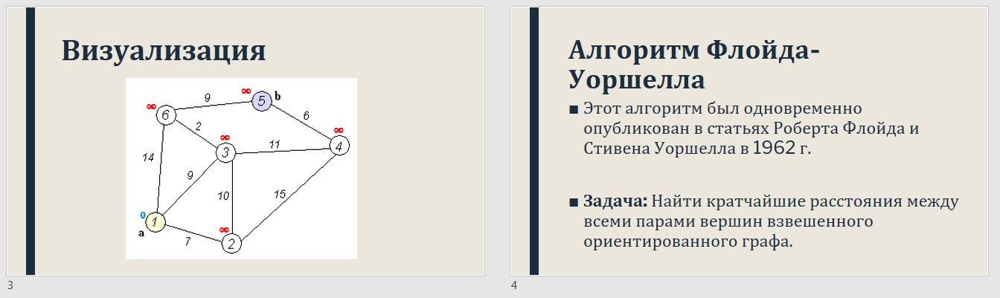 Визуализация
∞
9
∞
5
b
6
2
6
∞
∞
3
11
4
14
9
10
15
0
1
a
7
∞
2
3
Алгоритм Флойда-
Уоршелла
■ Этот алгоритм был одновременно
опубликован в статьях Роберта Флойда и
Стивена Уоршелла в 1962 г.
■ Задача: Найти кратчайшие расстояния между
всеми парами вершин взвешенного
ориентированного графа.
4